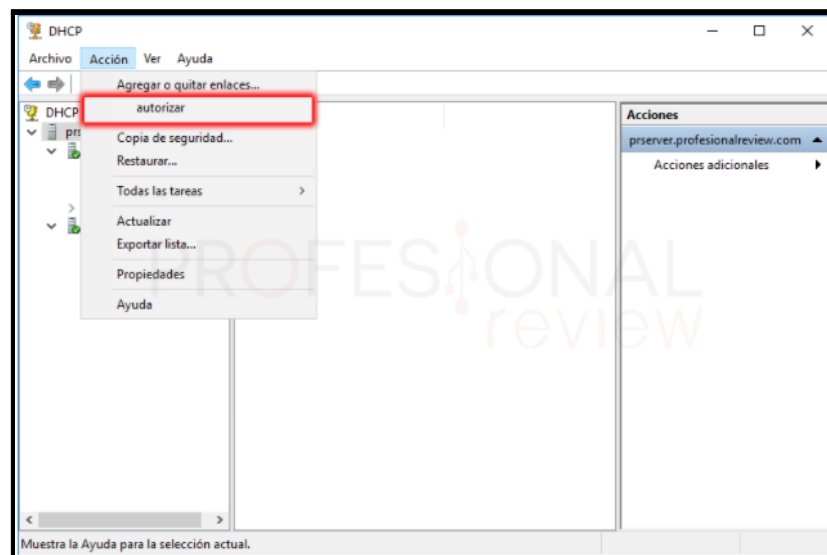 DHCP
Archivo Acción Ver Ayuda
Agregar o quitar enlaces...
autorizar
Copia de seguridad...
Restaurar...
Todas las tareas
Actualizar
Exportar lista...
Propiedades
Ayuda
DHCP
Acciones
prserver.profesionalreview.com
Acciones adicionales
PROFESIONAL
review
Muestra la Ayuda para la selección actual.